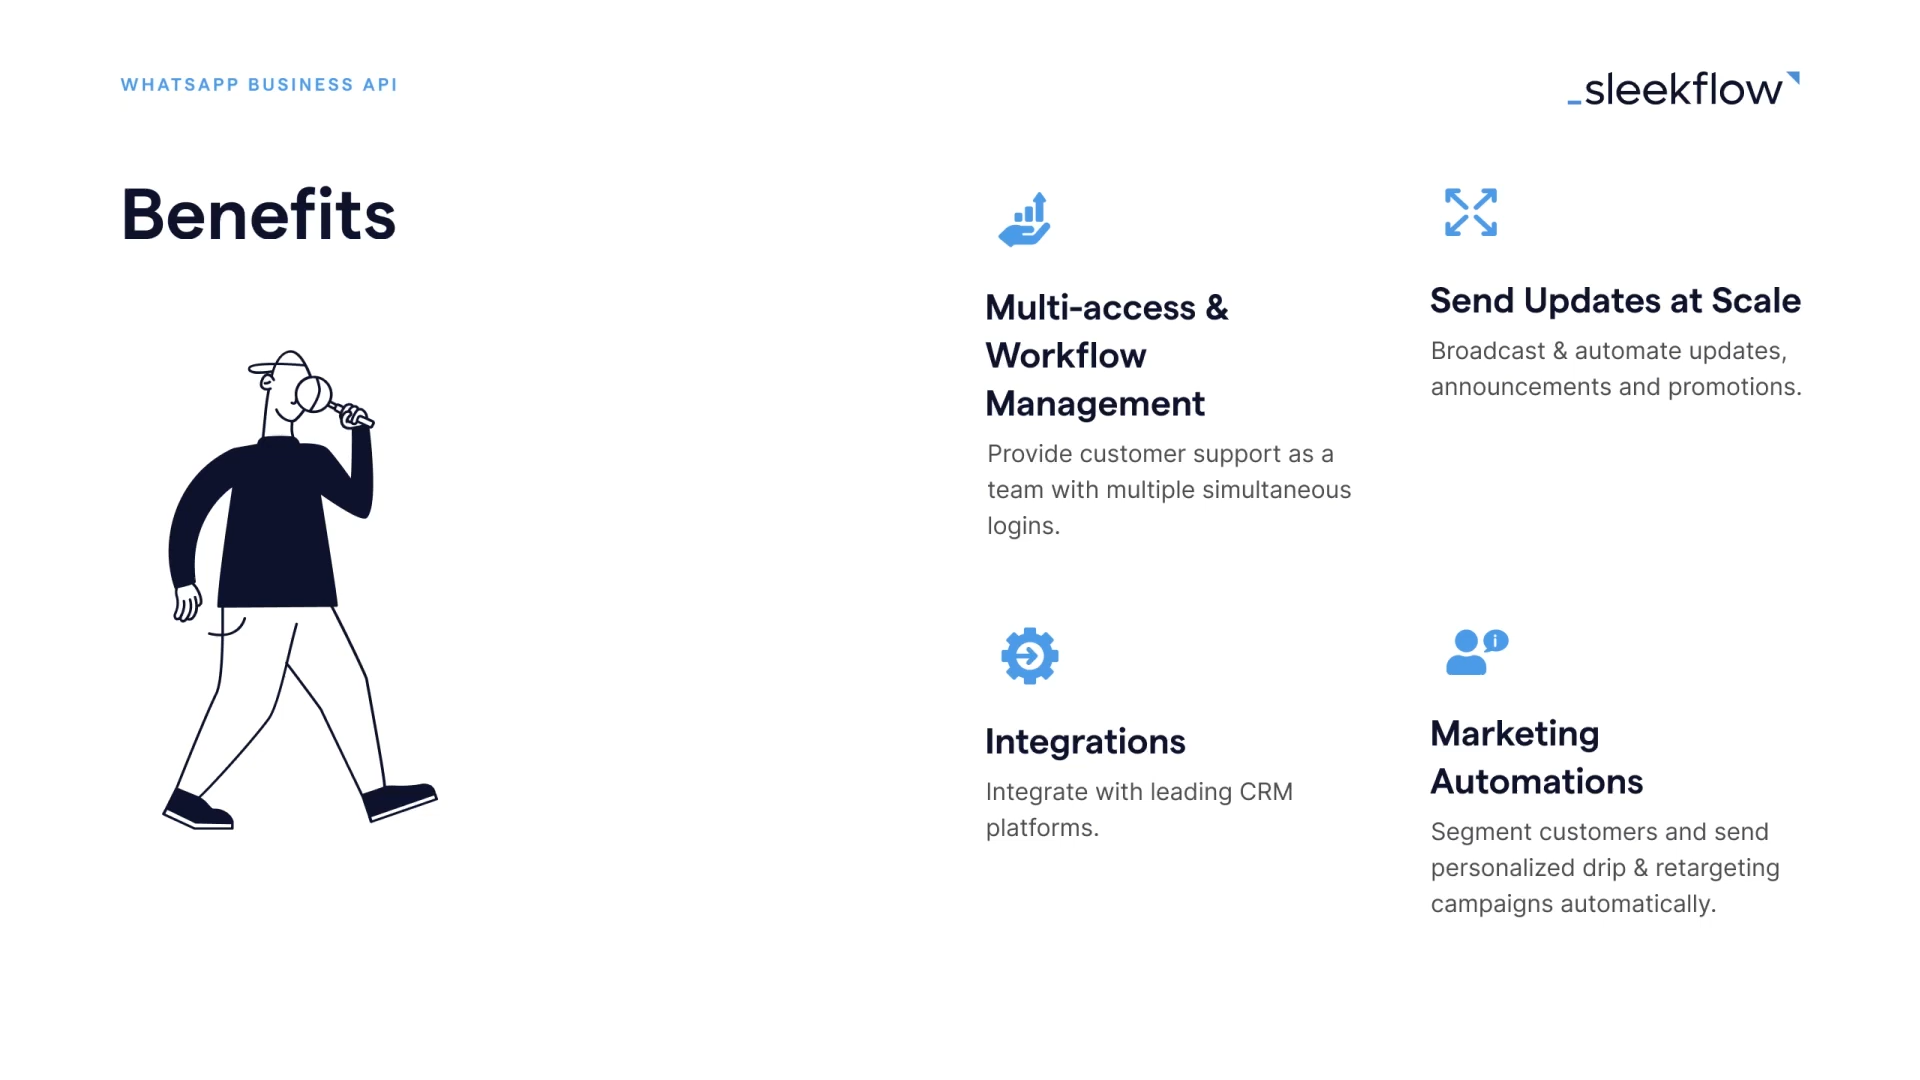 WHATSAPP BUSINESS API
_sleekflow
Benefits
Multi-access &
Workflow
Management
Provide customer support as a
team with multiple simultaneous
logins.
Send Updates at Scale
Broadcast & automate updates,
announcements and promotions.
Integrations
Integrate with leading CRM
platforms.
i
Marketing
Automations
Segment customers and send
personalized drip & retargeting
campaigns automatically.